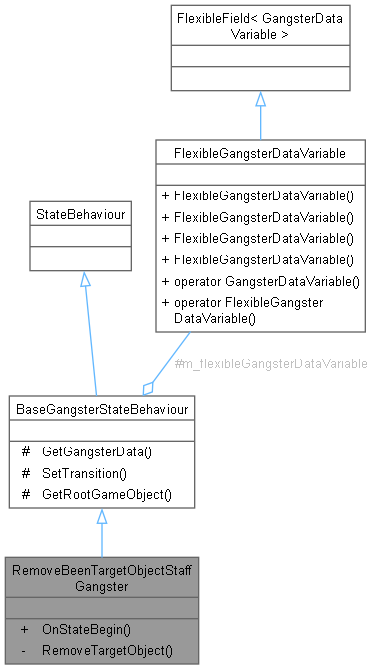 FlexibleField< GangsterData
Variable >
FlexibleGangsterDataVariable
+ FlexibleGangsterDataVariable()
+ FlexibleGangsterDataVariable()
+ FlexibleGangsterDataVariable()
+ FlexibleGangsterDataVariable()
+ operator GangsterDataVariable()
+ operator FlexibleGangster
DataVariable()
StateBehaviour
#m_flexibleGangsterDataVariable
BaseGangsterStateBehaviour
# GetGangsterData()
# SetTransition()
# GetRootGameObject()
RemoveBeenTargetObjectStaff
Gangster
+ OnStateBegin()
- RemoveTargetObject()